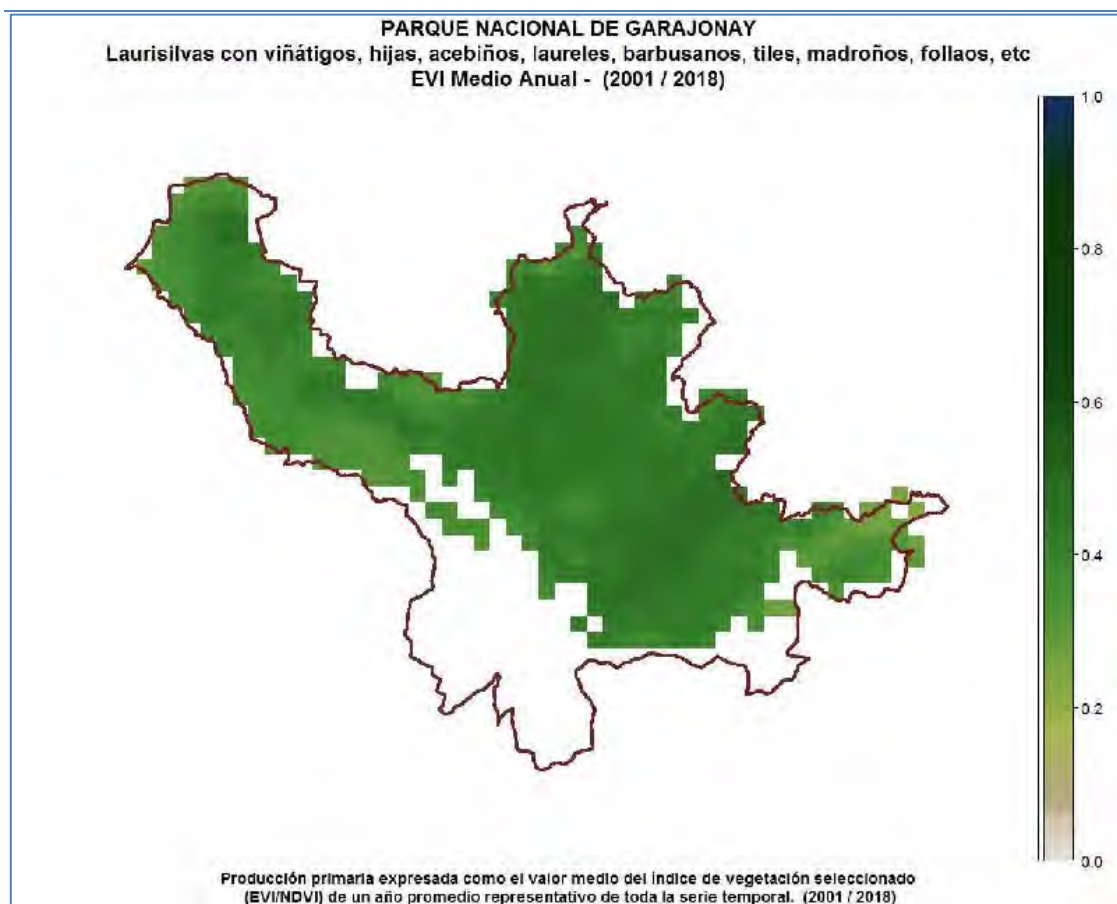 PARQUE NACIONAL DE GARAJONAY
Laurisilvas con viñátigos, hijas, acebiños, laureles, barbusanos, tiles, madroños, follaos, etc
EVI Medio Anual - (2001 / 2018)
1.0
0.8
0.6
0.4
0.2
0.0
Producción primaria expresada como el valor medio del índice de vegetación seleccionado
(EVI/NDVI) de un año promedio representativo de toda la serie temporal. (2001 / 2018)